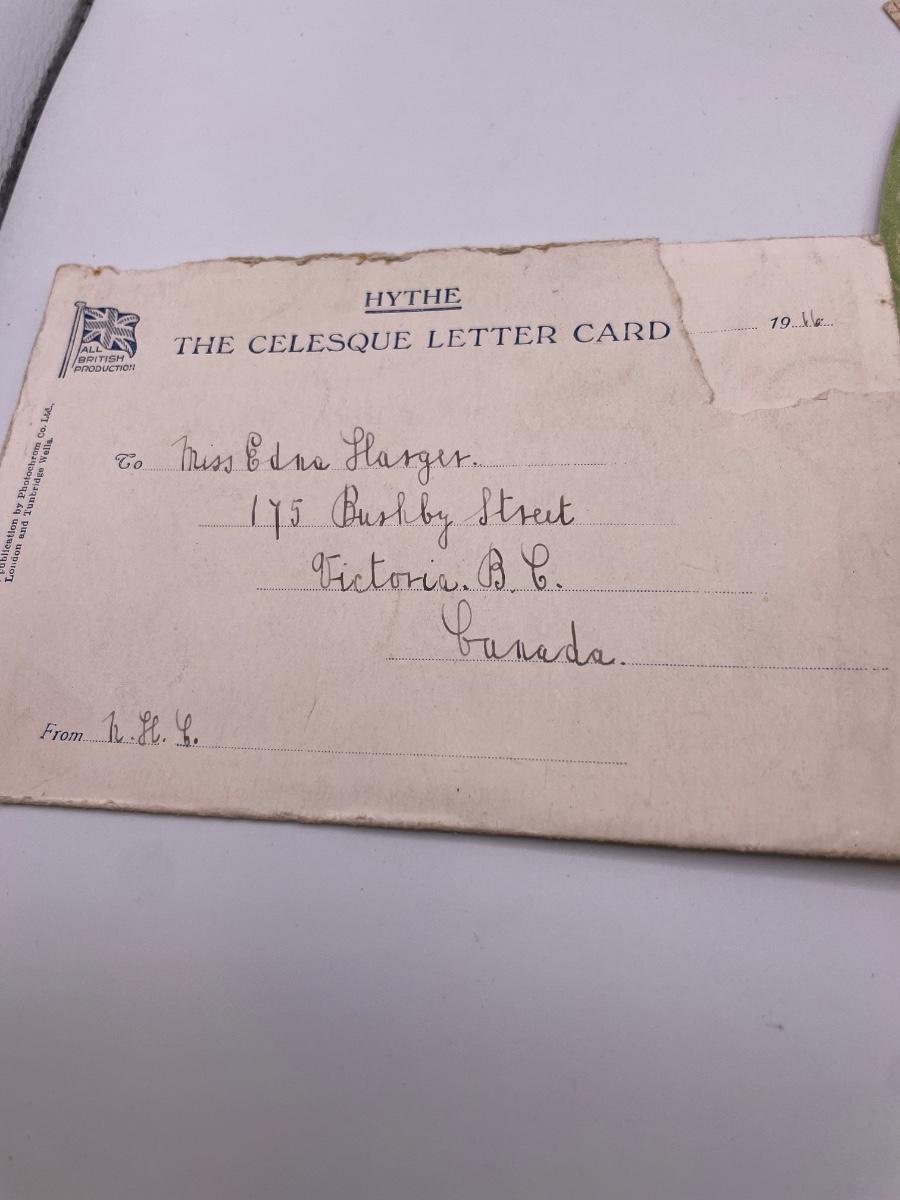 HYTHE
THE CELESQUE LETTER CARD
1916
ALL
BRITISH
PRODUCTION
Publication by Photochrom Co. Ltd.,
London and Tunbridge Wells.
To Miss Edna Harger.
175 Bushby Street
Victoria. B.C.
Canada.
From N.H.C.